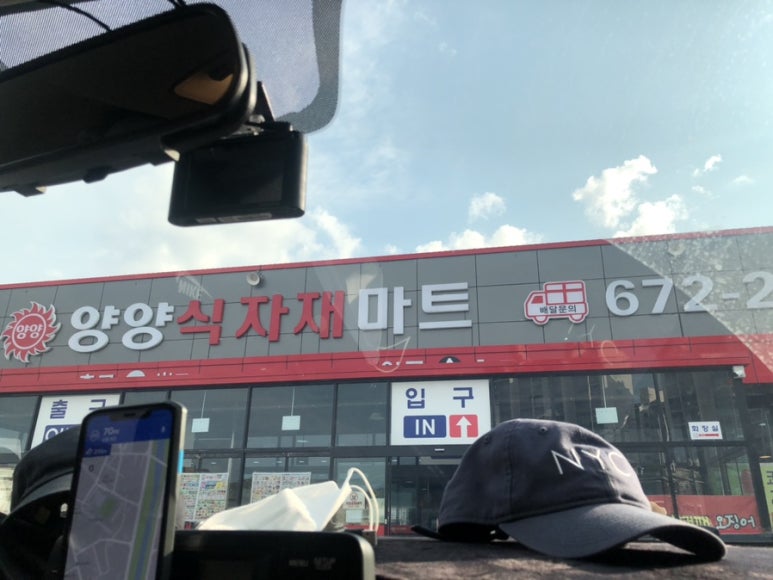 양양
양양식자재마트
배달문의
672-2
출구
입구
IN
화장실
NYC
70m
오징어